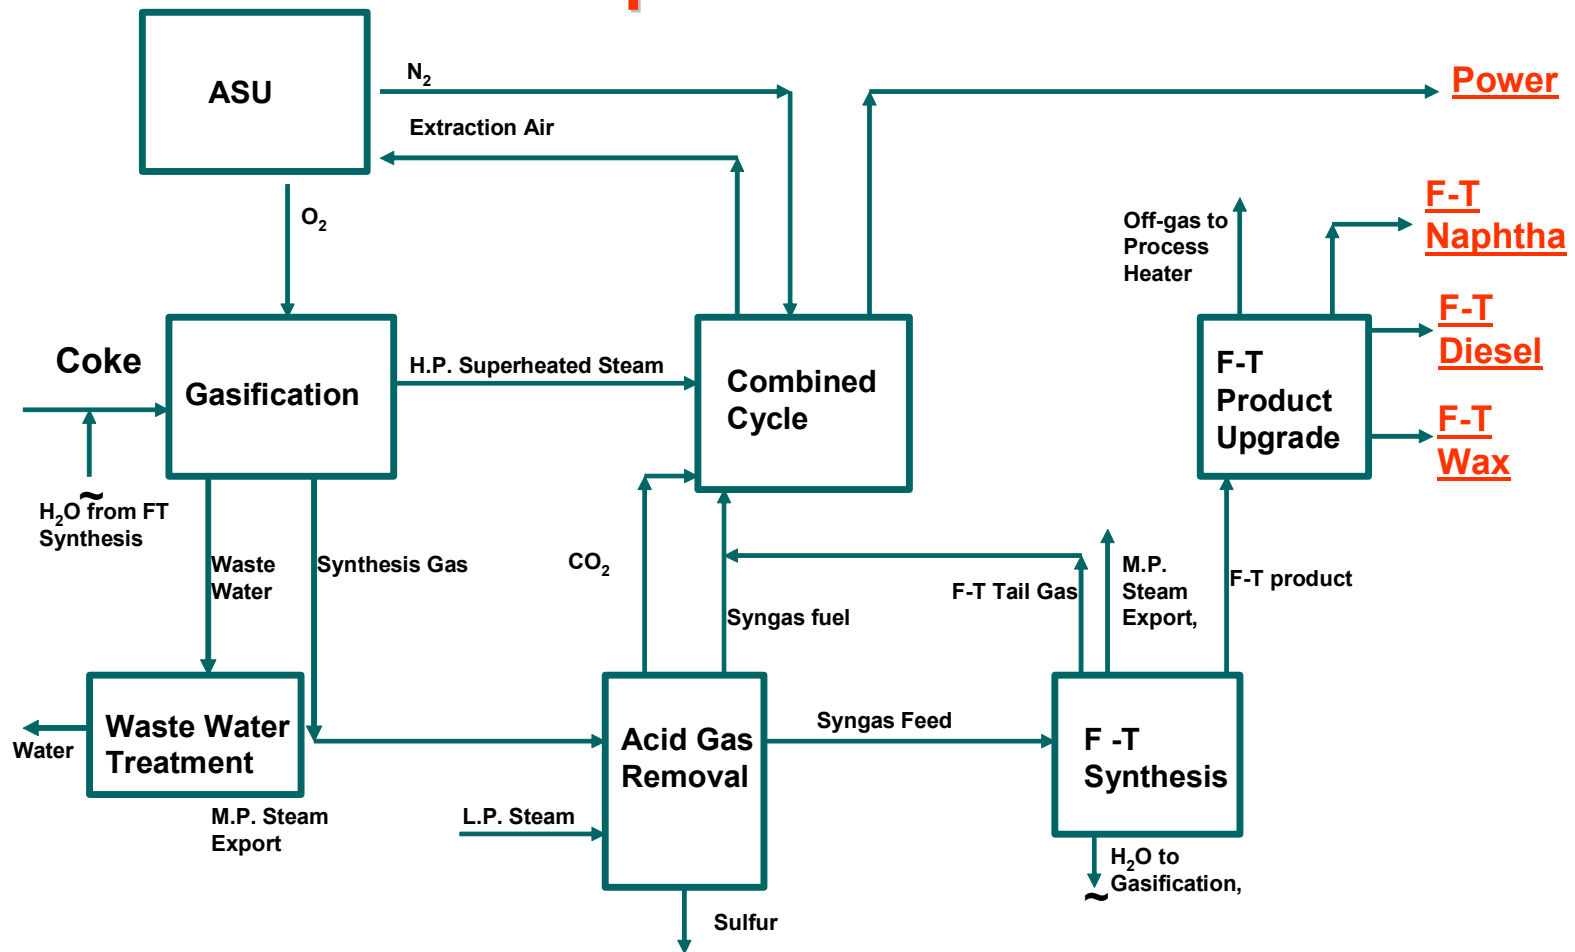 ASU
N2
Extraction Air
O2
Power
F-T
Naphtha
Off-gas to
Process
Heater
F-T
Diesel
F-T
Wax
Coke
Gasification
H.P. Superheated Steam
Combined
Cycle
F-T
Product
Upgrade
~
H2O from FT
Synthesis
Waste
Water
Synthesis Gas
CO2
Syngas fuel
F-T Tail Gas
M.P.
Steam
Export,
F-T product
Waste Water
Treatment
Water
M.P. Steam
Export
L.P. Steam
Acid Gas
Removal
Syngas Feed
F -T
Synthesis
H2O to
Gasification,
~
Sulfur